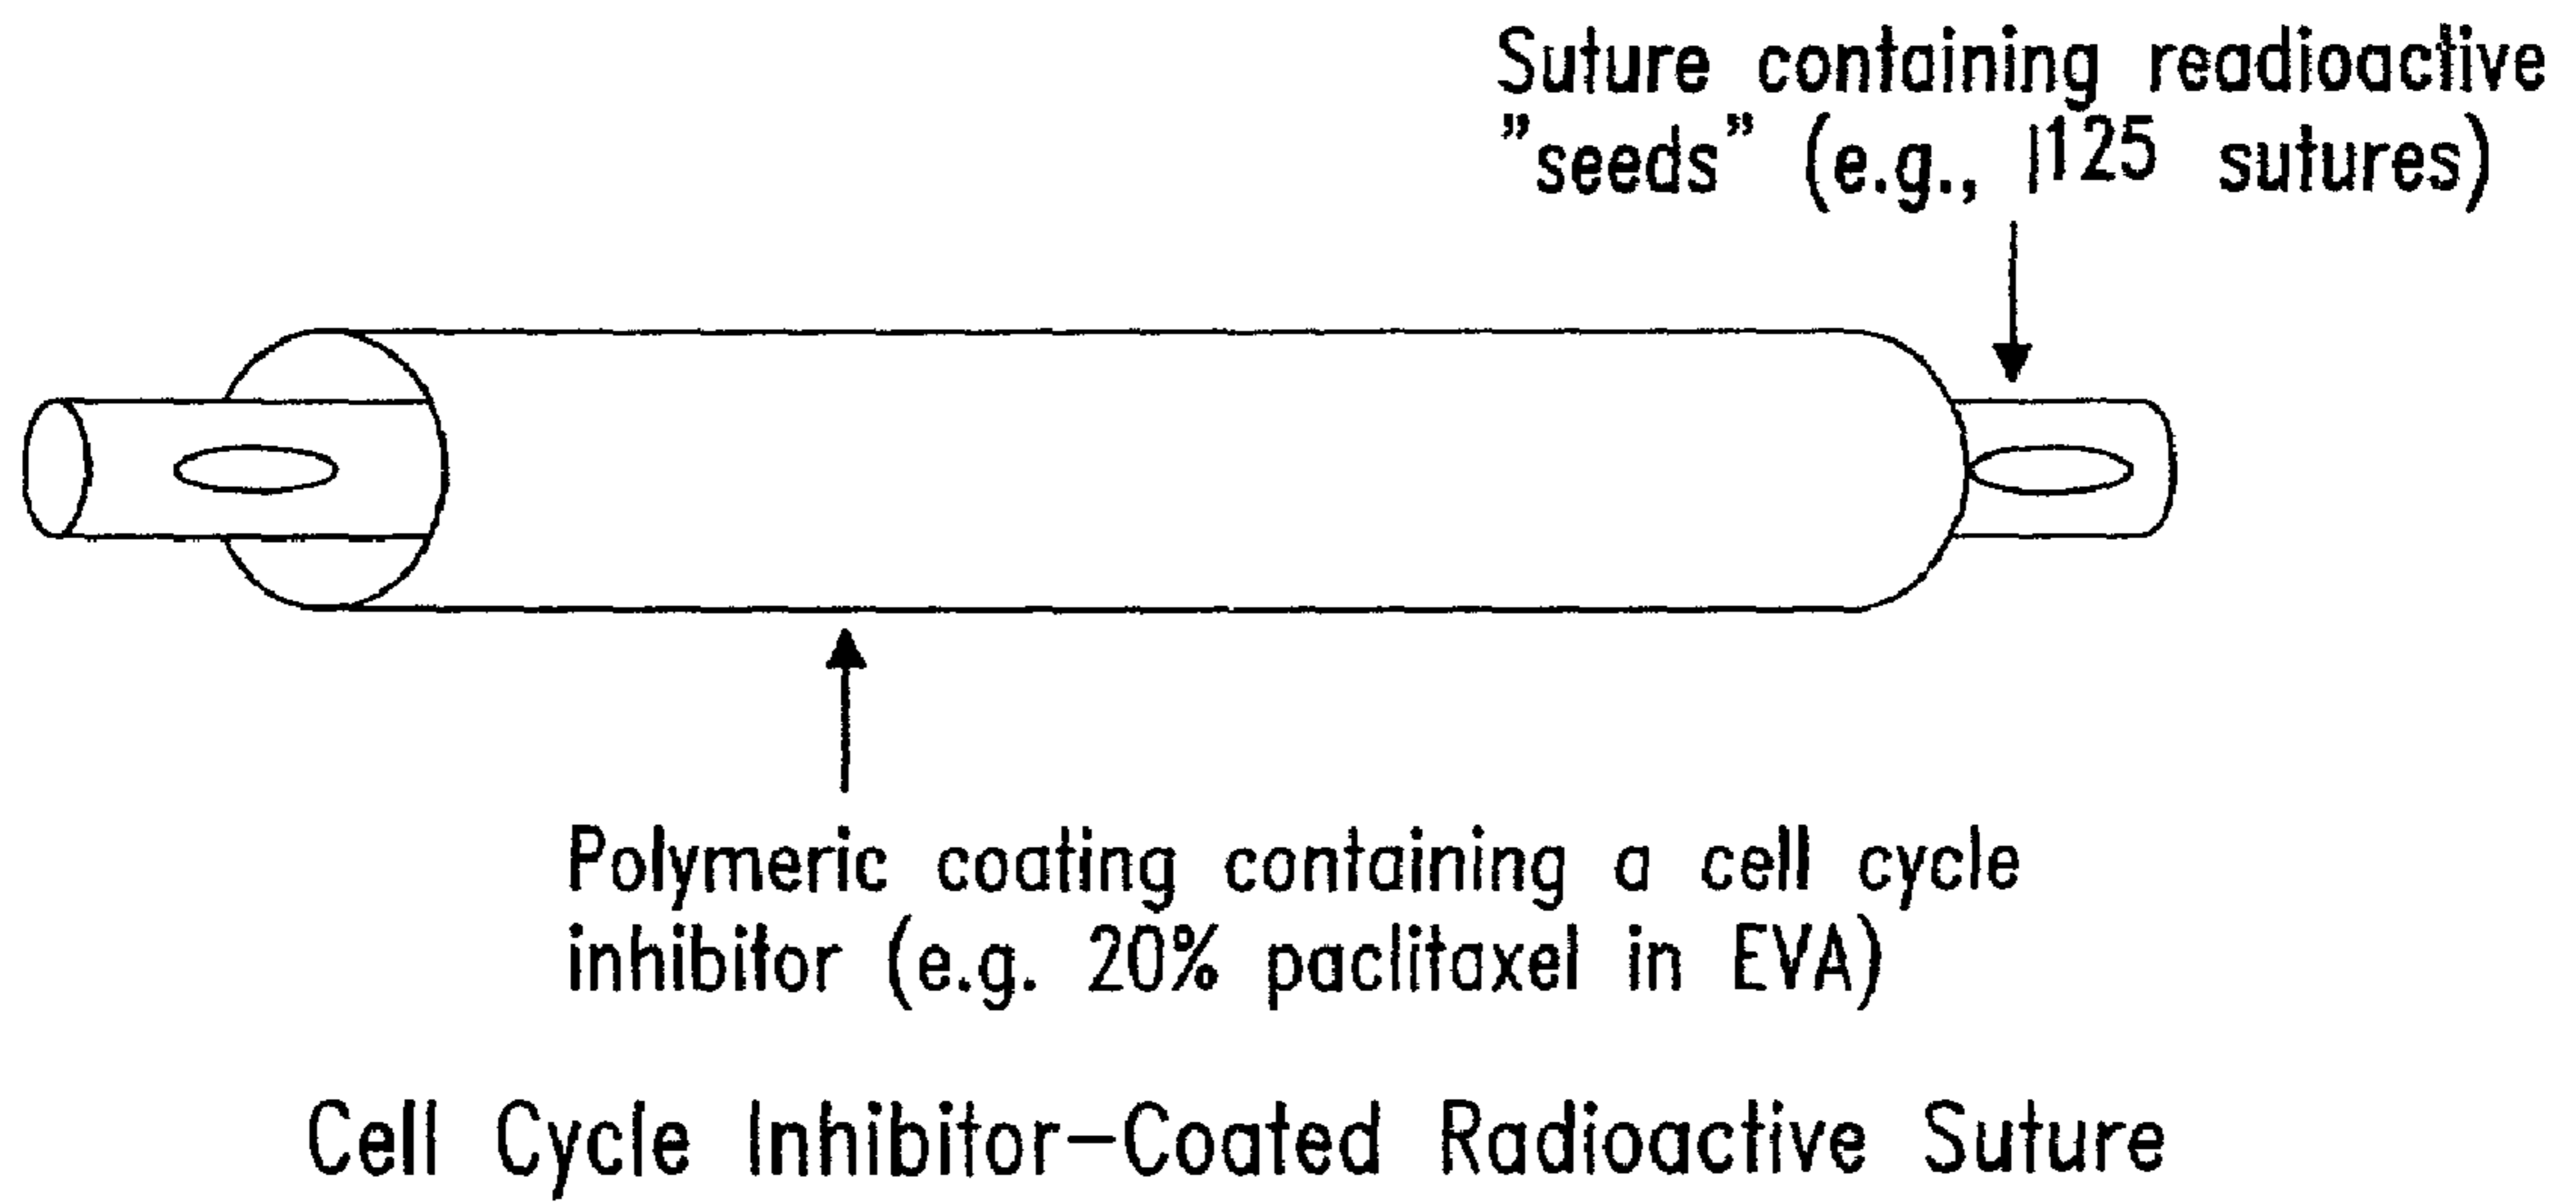 Suture containing readioactive
”seeds” (e.g., I125 sutures)
Polymeric coating containing a cell cycle
inhibitor (e.g. 20% paclitaxel in EVA)
Cell Cycle Inhibitor-Coated Radioactive Suture